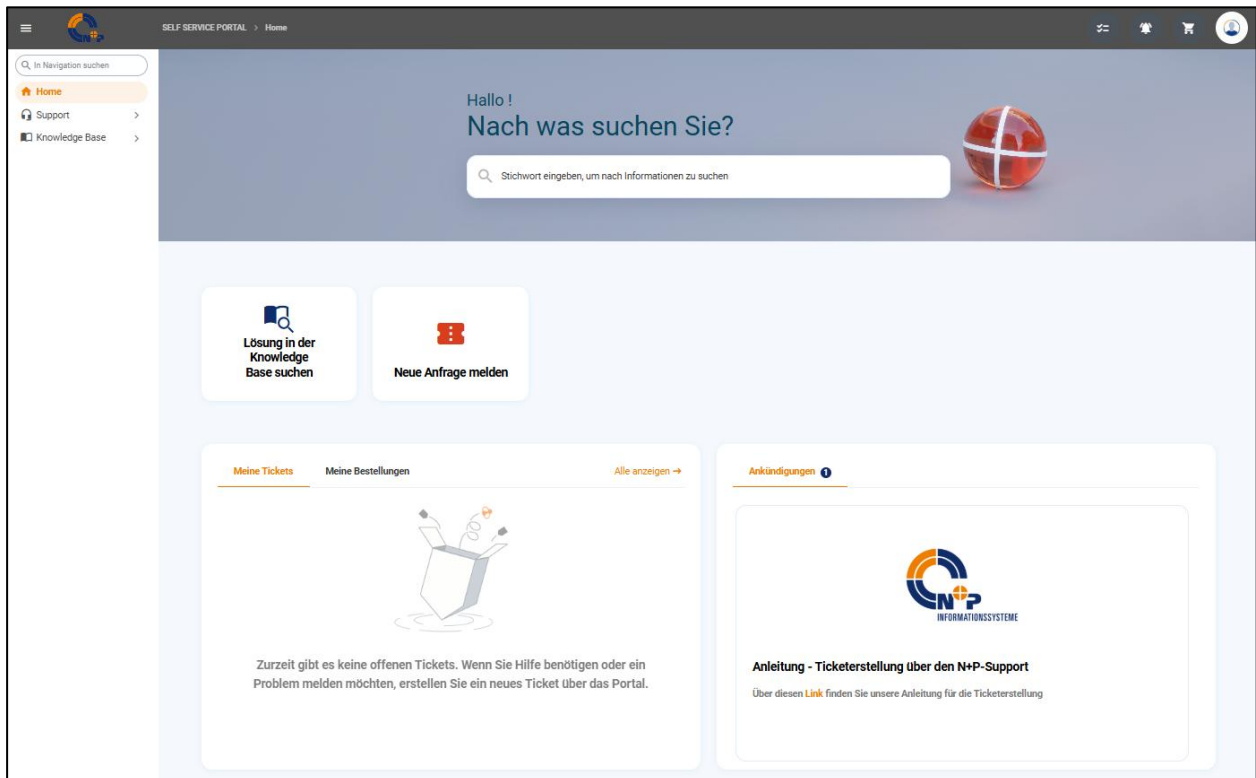 N+P
SELF SERVICE PORTAL > Home
In Navigation suchen
Home
Support
Knowledge Base
Hallo !
Nach was suchen Sie?
Stichwort eingeben, um nach Informationen zu suchen
Lösung in der
Knowledge
Base suchen
Neue Anfrage melden
Meine Tickets Meine Bestellungen Alle anzeigen →
Zurzeit gibt es keine offenen Tickets. Wenn Sie Hilfe benötigen oder ein
Problem melden möchten, erstellen Sie ein neues Ticket über das Portal.
Ankündigungen 1
N+P
INFORMATIONSSYSTEME
Anleitung - Ticketerstellung über den N+P-Support
Über diesen Link finden Sie unsere Anleitung für die Ticketerstellung